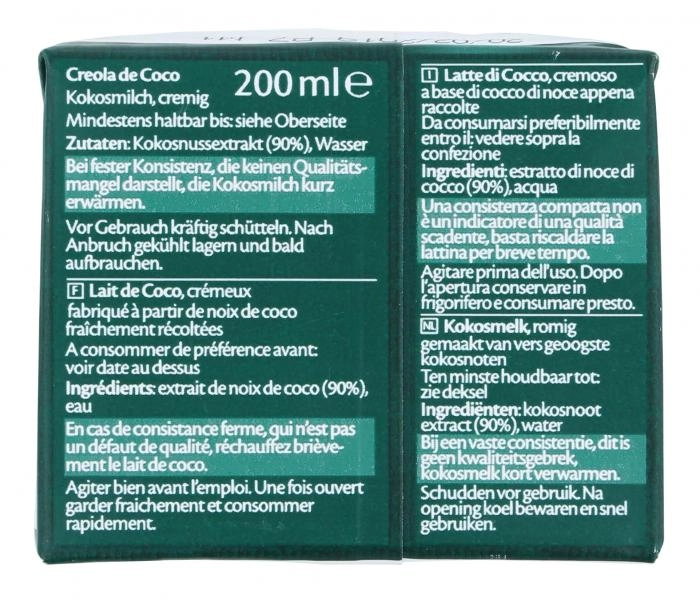 Creola de Coco
200 ml e
Kokosmilch, cremig
Mindestens haltbar bis: siehe Oberseite
Zutaten: Kokosnussextrakt (90%), Wasser
Bei fester Konsistenz, die keinen Qualitäts-
mangel darstellt, die Kokosmilch kurz
erwärmen.
Vor Gebrauch kräftig schütteln. Nach
Anbruch gekühlt lagern und bald
aufbrauchen.
F Lait de Coco, crémeux
fabriqué à partir de noix de coco
fraîchement récoltées
A consommer de préférence avant:
voir date au dessus
Ingrédients: extrait de noix de coco (90%),
eau
En cas de consistance ferme, qui n'est pas
un défaut de qualité, réchauffez briève-
ment le lait de coco.
Agiter bien avant l'emploi. Une fois ouvert
garder fraichement et consommer
rapidement.
I Latte di Cocco, cremoso
a base di cocco di noce appena
raccolte
Da consumarsi preferibilmente
entro il: vedere sopra la
confezione
Ingredienti: estratto di noce di
cocco (90%), acqua
Una consistenza compatta non
è un indicatore di una qualità
scadente, basta riscaldare la
lattina per breve tempo.
Agitare prima dell'uso. Dopo
l'apertura conservare in
frigorifero e consumare presto.
NL Kokosmelk, romig
gemaakt van vers geoogste
kokosnoten
Ten minste houdbaar tot:
zie deksel
Ingrediënten: kokosnoot
extract (90%), water
Bij een vaste consistentie, dit is
geen kwaliteitsgebrek,
kokosmelk kort verwarmen.
Schudden vor gebruik. Na
opening koel bewaren en snel
gebruiken.